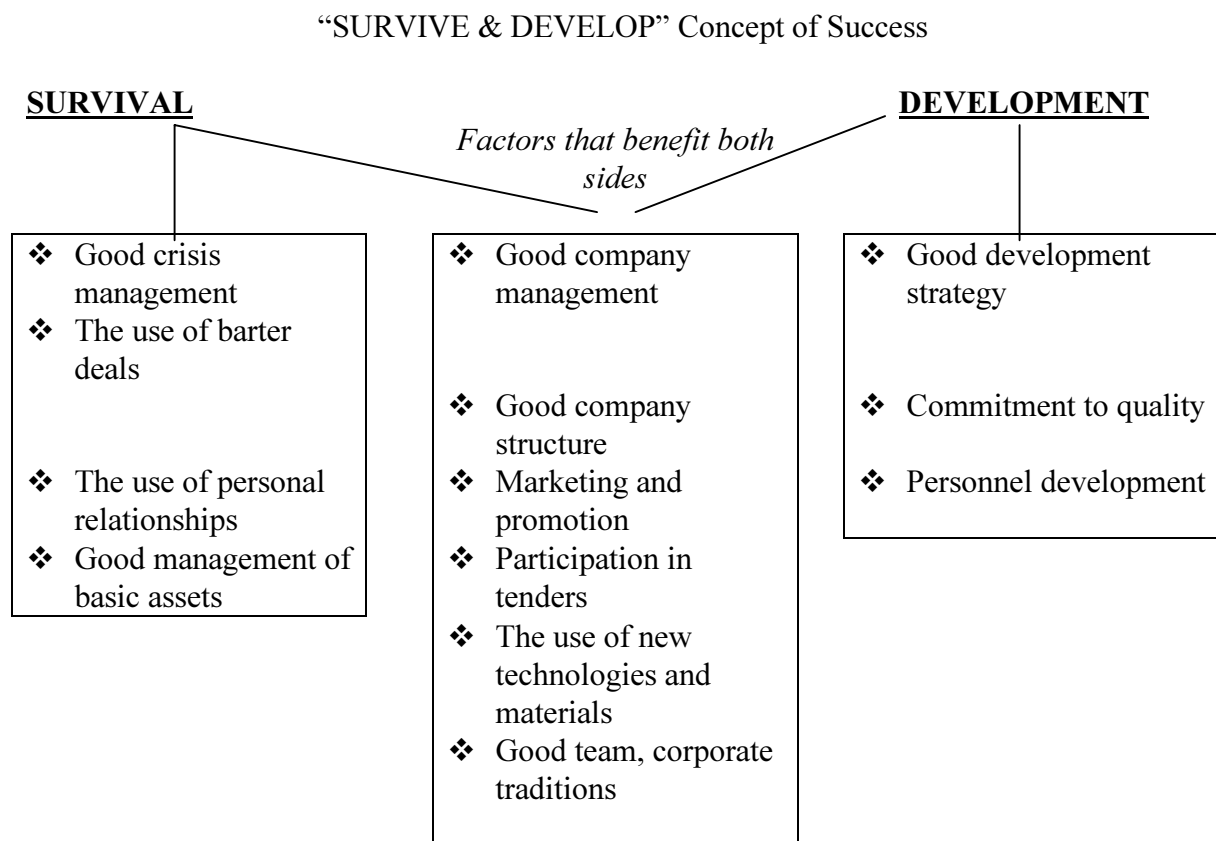 “SURVIVE & DEVELOP” Concept of Success
SURVIVAL
DEVELOPMENT
Factors that benefit both
sides
❖ Good crisis
management
❖ The use of barter
deals
❖ The use of personal
relationships
❖ Good management of
basic assets
❖ Good company
management
❖ Good company
structure
❖ Marketing and
promotion
❖ Participation in
tenders
❖ The use of new
technologies and
materials
❖ Good team, corporate
traditions
❖ Good development
strategy
❖ Commitment to quality
❖ Personnel development